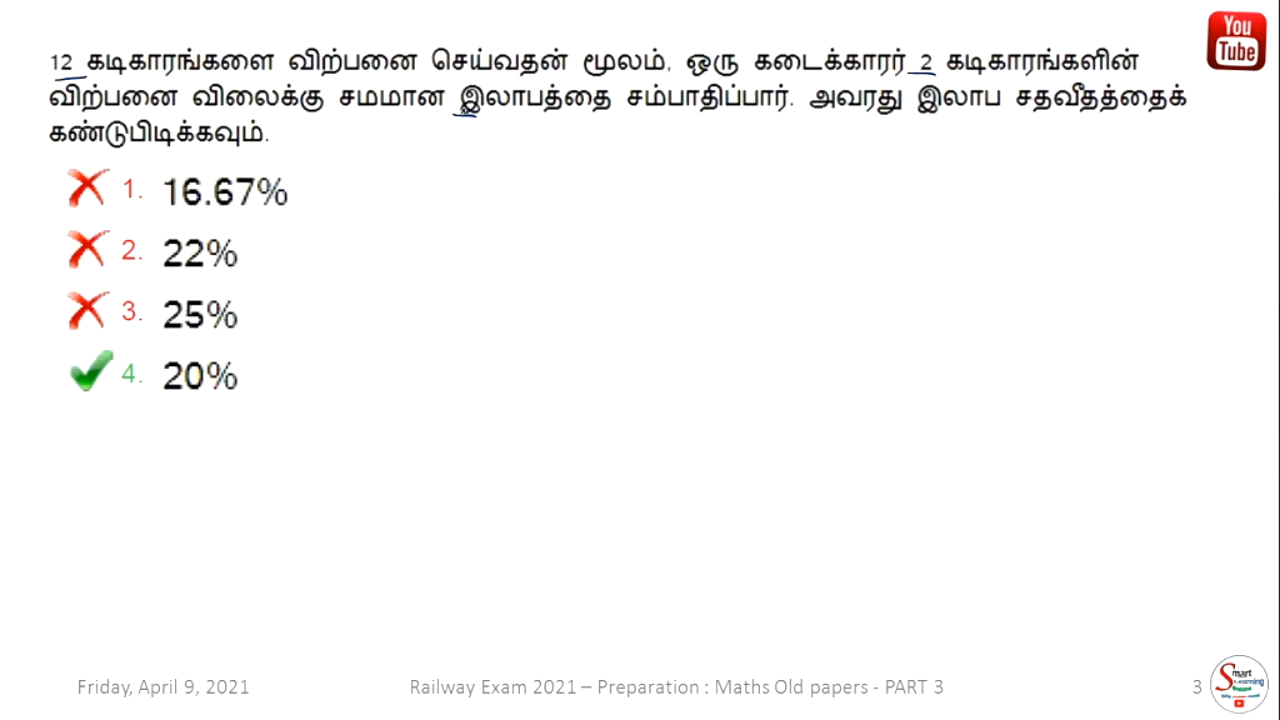 You
Tube
12 கடிகாரங்களை விற்பனை செய்வதன் மூலம், ஒரு கடைக்காரர் 2 கடிகாரங்களின்
விற்பனை விலைக்கு சமமான இலாபத்தை சம்பாதிப்பார். அவரது இலாப சதவீதத்தைக்
கண்டுபிடிக்கவும்.
1. 16.67%
2. 22%
3. 25%
4. 20%
Friday, April 9, 2021
Railway Exam 2021 – Preparation : Maths Old papers - PART 3
3
Smart
Learning